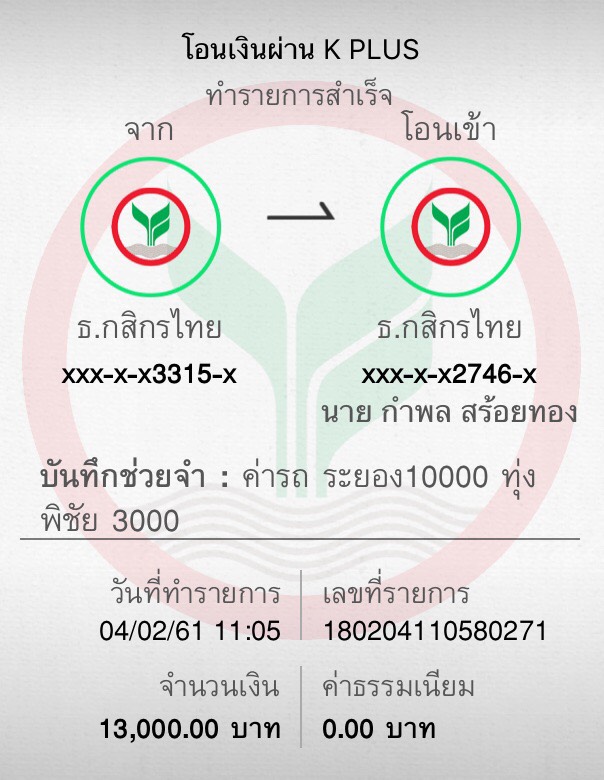 โอนเงินผ่าน K PLUS
ทำรายการสำเร็จ
จาก
โอนเข้า
ธ.กสิกรไทย
ธ.กสิกรไทย
xxx-x-x3315-x
xxx-x-x2746-x
นาย กำพล สร้อยทอง
บันทึกช่วยจำ : ค่ารถ ระยอง10000 ทุ่ง
พิชัย 3000
วันที่ทำรายการ
04/02/61 11:05
เลขที่รายการ
180204110580271
จำนวนเงิน
13,000.00 บาท
ค่าธรรมเนียม
0.00 บาท